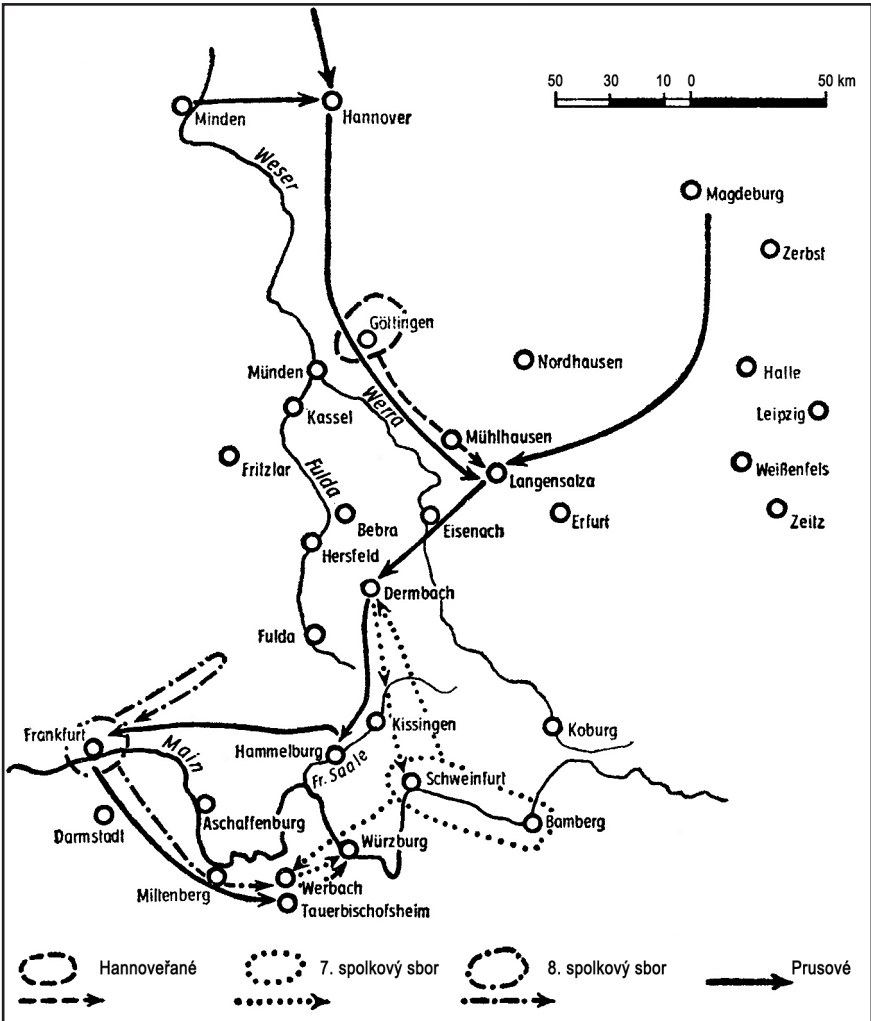 50 30 10 0 50 km
Minden
Hannover
Weser
Magdeburg
Zerbst
Göttingen
Nordhausen
Münden
Halle
Werra
Kassel
Leipzig
Mühlhausen
Fritzlar
Fulda
Langensalza
Weißenfels
Bebra
Eisenach
Erfurt
Zeitz
Hersfeld
Dermbach
Fulda
Frankfurt
Kissingen
Koburg
Main
Hammelburg
Fr. Saale
Schweinfurt
Aschaffenburg
Bamberg
Darmstadt
Würzburg
Miltenberg
Werbach
Tauerbischofsheim
Hannoveřané 7. spolkový sbor 8. spolkový sbor Prusové